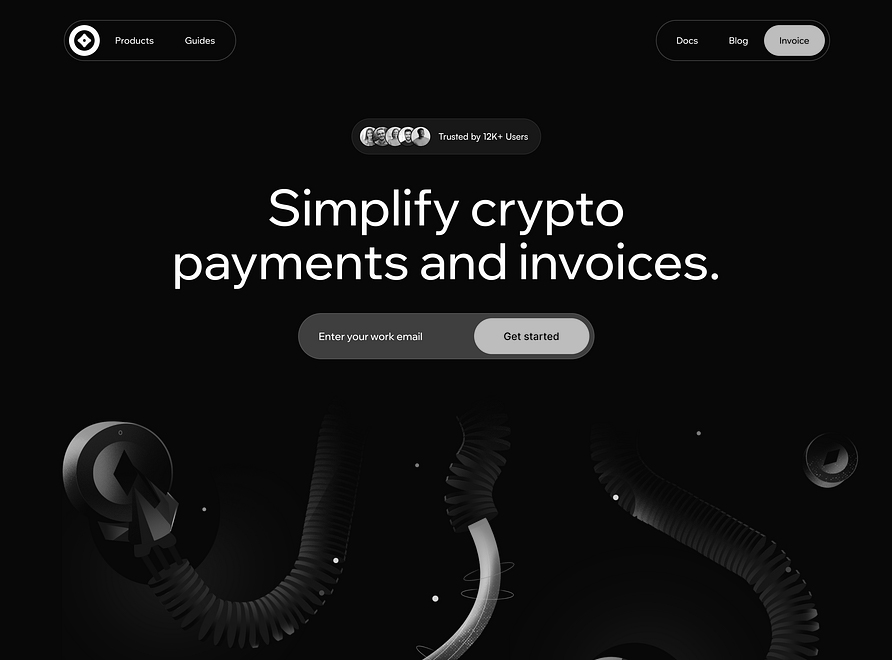 Products
Guides
Docs
Blog
Invoice
Trusted by 12K+ Users
Simplify crypto
payments and invoices.
Enter your work email
Get started